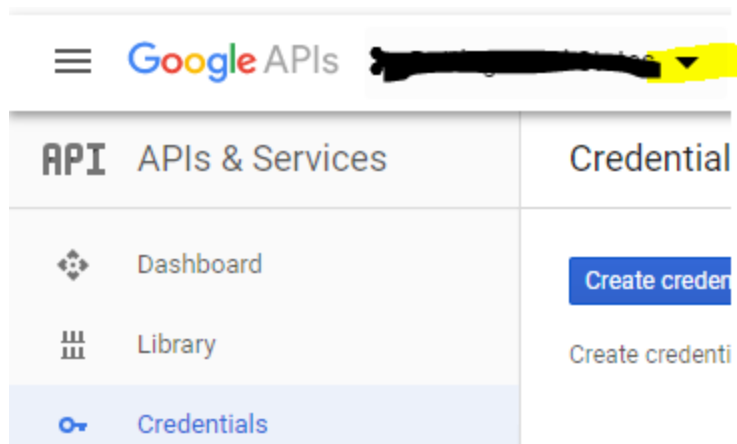 Google APIs
API APIs & Services
Credential
Dashboard
Create creden
Library
Create credenti
Credentials